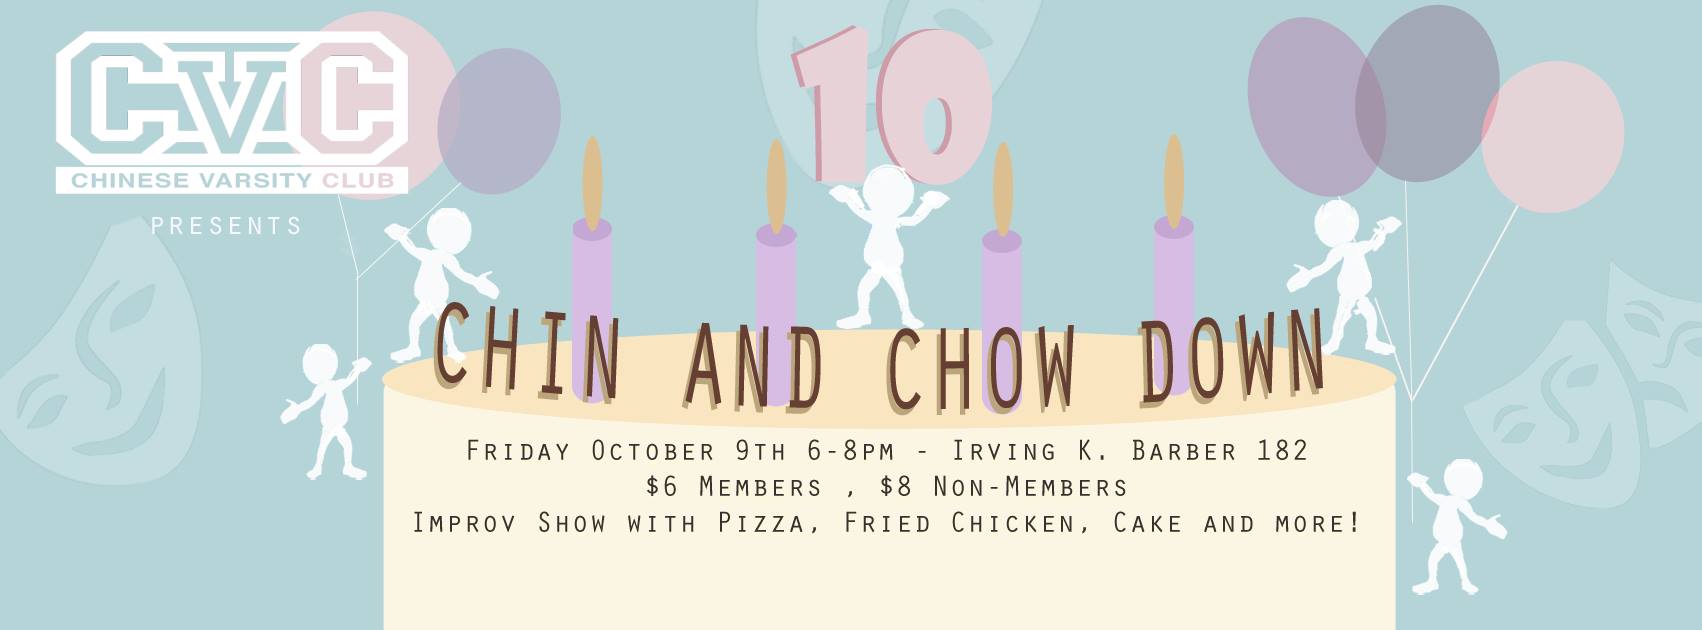 CVC
CHINESE VARSITY CLUB
PRESENTS
10
CHIN AND CHOW DOWN
FRIDAY OCTOBER 9TH 6-8PM - IRVING K. BARBER 182
$6 MEMBERS , $8 NON-MEMBERS
IMPROV SHOW WITH PIZZA, FRIED CHICKEN, CAKE AND MORE!